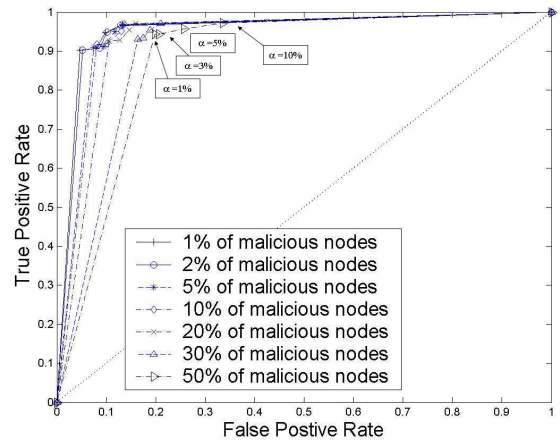 1
0.9
0.8
0.7
0.6
0.5
0.4
0.3
0.2
0.1
0
True Positive Rate
α=5%
α=10%
α=3%
α=1%
1% of malicious nodes
2% of malicious nodes
5% of malicious nodes
10% of malicious nodes
20% of malicious nodes
30% of malicious nodes
50% of malicious nodes
0 0.1 0.2 0.3 0.4 0.5 0.6 0.7 0.8 0.9 1
False Postive Rate